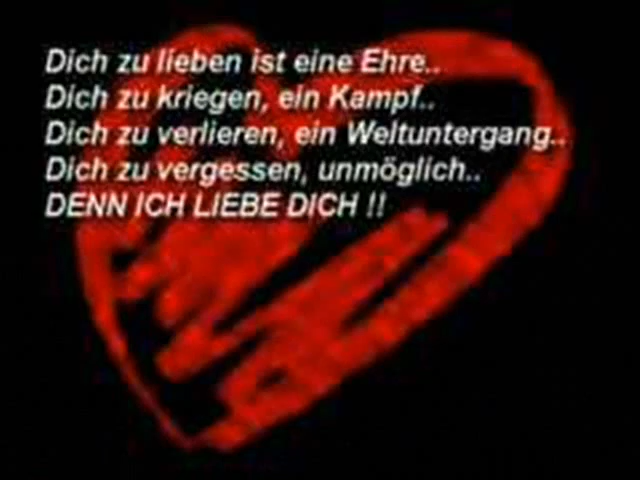 Dich zu lieben ist eine Ehre..
Dich zu kriegen, ein Kampf..
Dich zu verlieren, ein Weltuntergang..
Dich zu vergessen, unmöglich..
DENN ICH LIEBE DICH !!